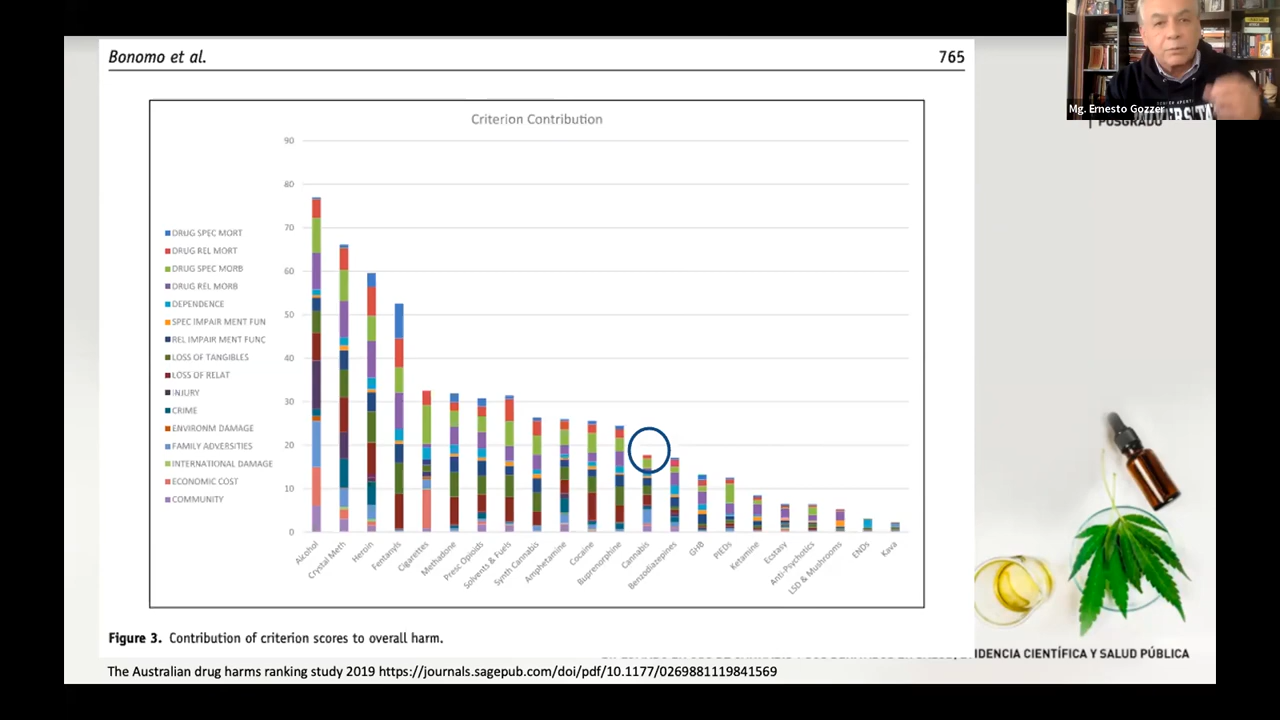 Bonomo et al.
765
Mg. Ernesto Gozzer
POSGRADO
Criterion Contribution
90
80
70
60
50
40
30
20
10
0
DRUG SPEC MORT
DRUG REL MORT
DRUG SPEC MORB
DRUG REL MORB
DEPENDENCE
SPEC IMPAIR MENT FUN
REL IMPAIR MENT FUNC
LOSS OF TANGIBLES
LOSS OF RELAT
INJURY
CRIME
ENVIRONM DAMAGE
FAMILY ADVERSITIES
INTERNATIONAL DAMAGE
ECONOMIC COST
COMMUNITY
Alcohol
Crystal Meth
Heroin
Fentanyls
Cigarettes
Methadone
Presc Opioids
Solvents & Fuels
Synth Cannabis
Amphetamine
Cocaine
Buprenorphine
Cannabis
Benzodiazepines
GHB
PIEDs
Ketamine
Ecstasy
Anti-Psychotics
LSD & Mushrooms
ENDs
Kava
Figure 3. Contribution of criterion scores to overall harm.
IDENCIA CIENTÍFICA Y SALUD PÚBLICA
The Australian drug harms ranking study 2019 https://journals.sagepub.com/doi/pdf/10.1177/0269881119841569